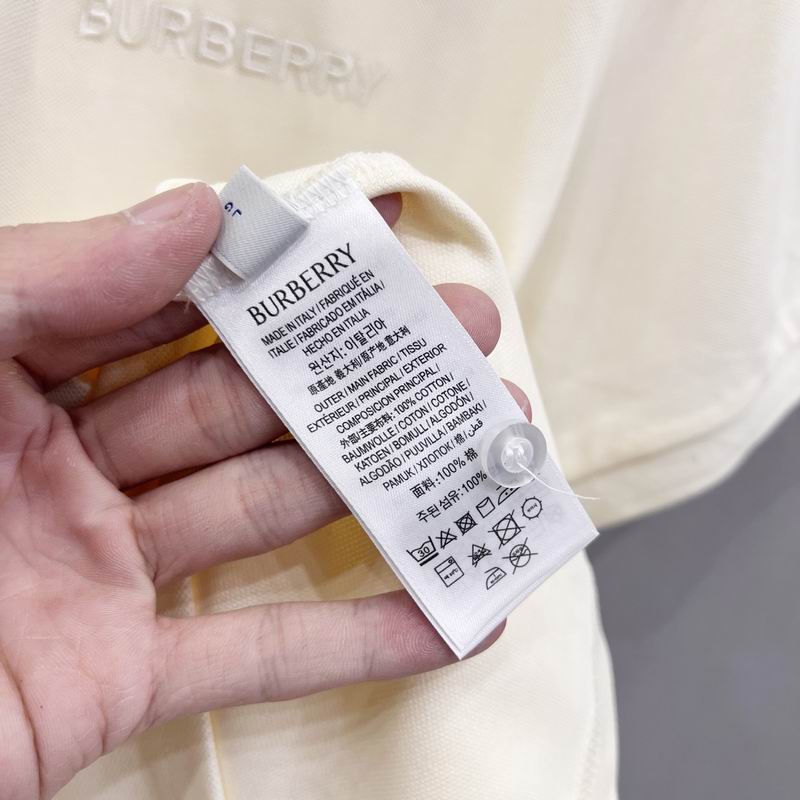 BURBERRY
BURBERRY
MADE IN ITALY / FABRIQUÉ EN
ITALIE / FABRICADO EM ITÁLIA /
HECHO EN ITALIA
원산지: 이탈리아
原產地 義大利 / 原产地 意大利
OUTER / MAIN FABRIC / TISSU
EXTÉRIEUR / PRINCIPAL / EXTERIOR
COMPOSICION PRINCIPAL /
外部/主要布料: 100% COTTON /
BAUMWOLLE / COTON / COTONE /
KATOEN / BOMULL / ALGODÓN /
ALGODÃO / PUUVILLA / BAMBAKI /
PAMUK / ХЛОПОК / 棉 / قطن
面料: 100% 棉
주된 섬유: 100%
30